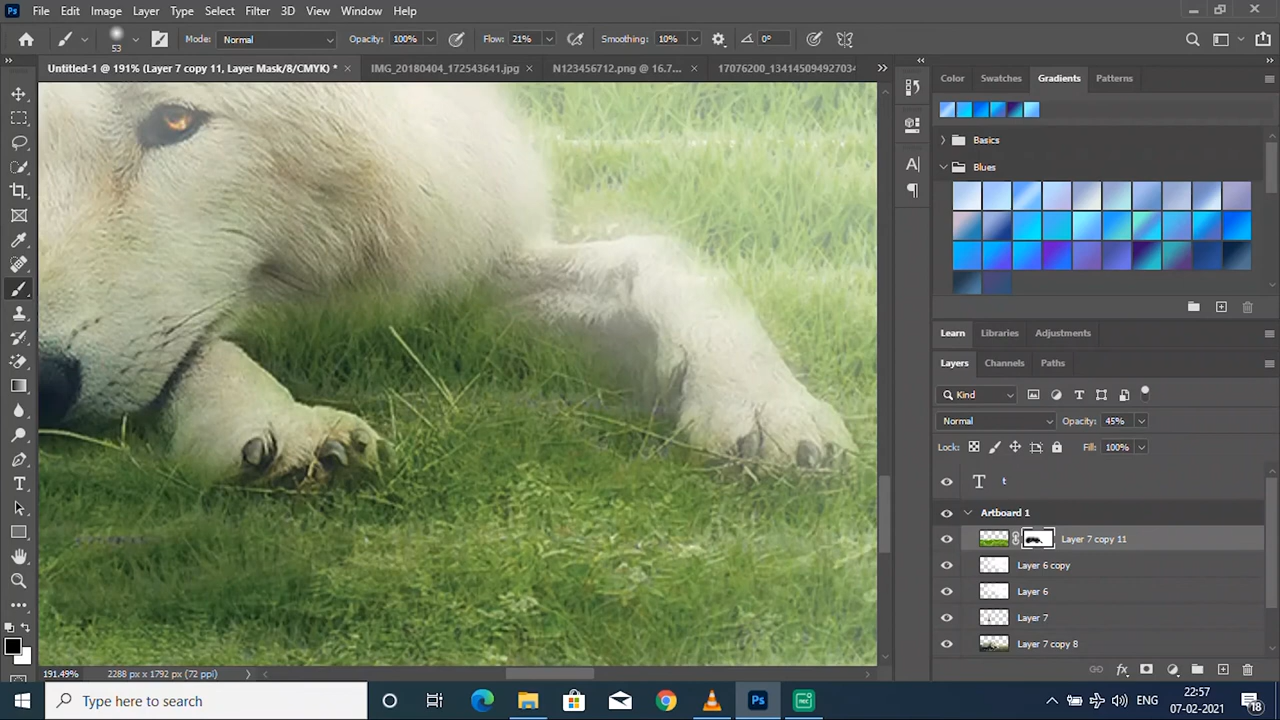 Ps File Edit Image Layer Type Select Filter 3D View Window Help
53 Mode: Normal Opacity: 100% Flow: 21% Smoothing: 10% 0°
Untitled-1 @ 191% (Layer 7 copy 11, Layer Mask/8/CMYK) * × IMG_20180404_172543641.jpg × N123456712.png @ 16.7... × 17076200_13414509492703
Color Swatches Gradients Patterns
Basics
Blues
Learn Libraries Adjustments
Layers Channels Paths
Kind
Normal Opacity: 45%
Lock: Fill: 100%
T t
Artboard 1
Layer 7 copy 11
Layer 6 copy
Layer 6
Layer 7
Layer 7 copy 8
191.49% 2288 px x 1792 px (72 ppi)
Type here to search
Ps
REC
ENG
22:57
07-02-2021
18